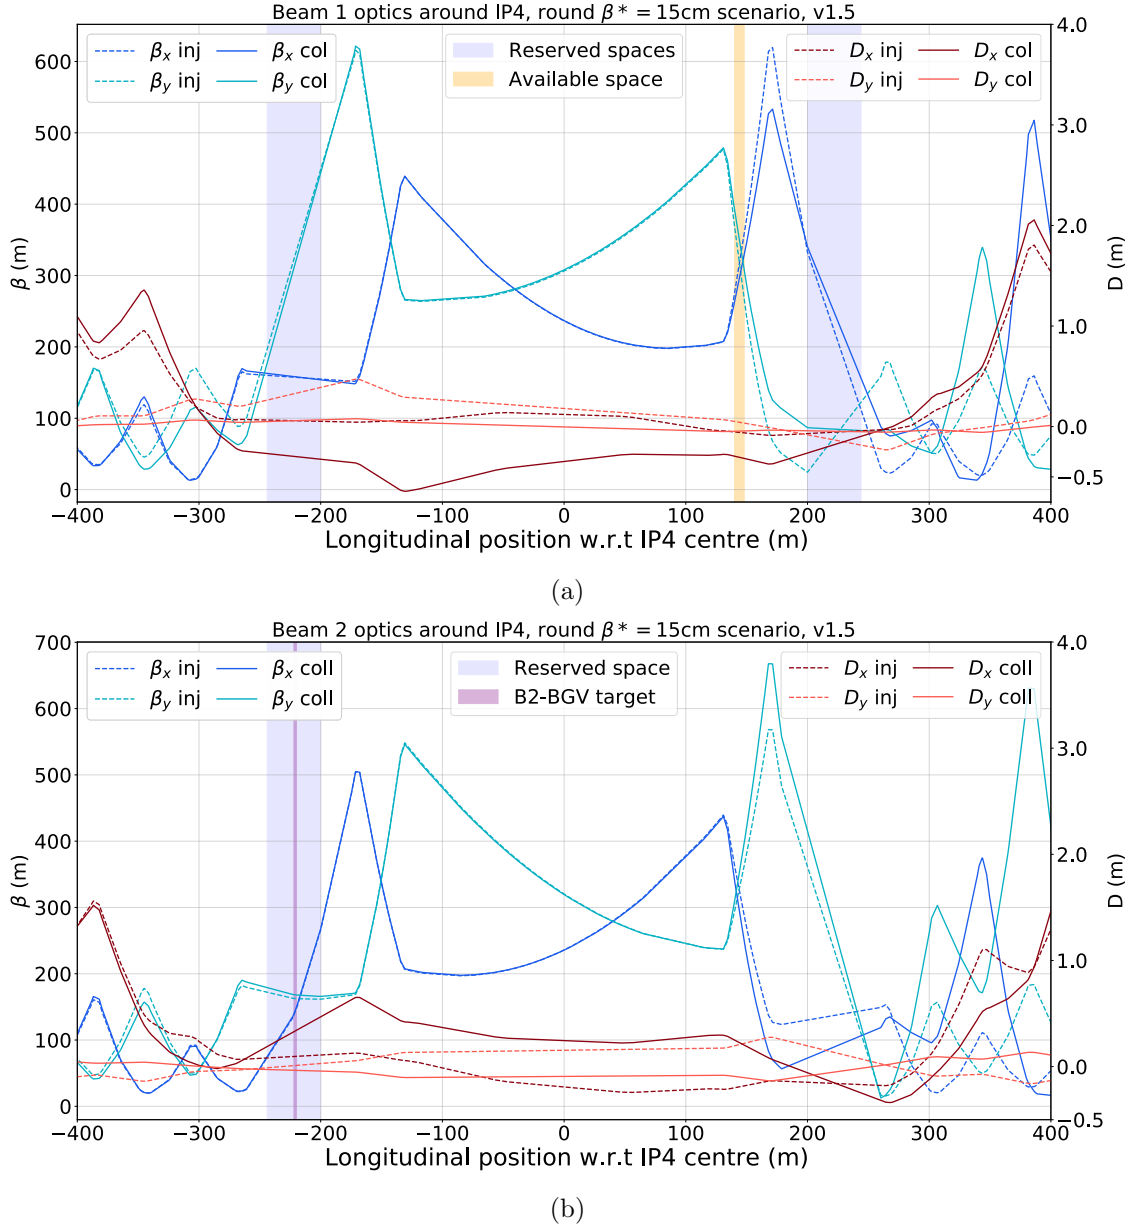 Beam 1 optics around IP4, round β* = 15cm scenario, v1.5
βx inj βx col
βy inj βy col
Reserved spaces
Available space
Dx inj Dx col
Dy inj Dy col
600
500
400
300
200
100
0
β (m)
4.0
3.0
2.0
1.0
0.0
−0.5
D (m)
−400 −300 −200 −100 0 100 200 300 400
Longitudinal position w.r.t IP4 centre (m)
(a)
Beam 2 optics around IP4, round β* = 15cm scenario, v1.5
βx inj βx coll
βy inj βy coll
Reserved space
B2-BGV target
Dx inj Dx coll
Dy inj Dy coll
700
600
500
400
300
200
100
0
β (m)
4.0
3.0
2.0
1.0
0.0
−0.5
D (m)
−400 −300 −200 −100 0 100 200 300 400
Longitudinal position w.r.t IP4 centre (m)
(b)